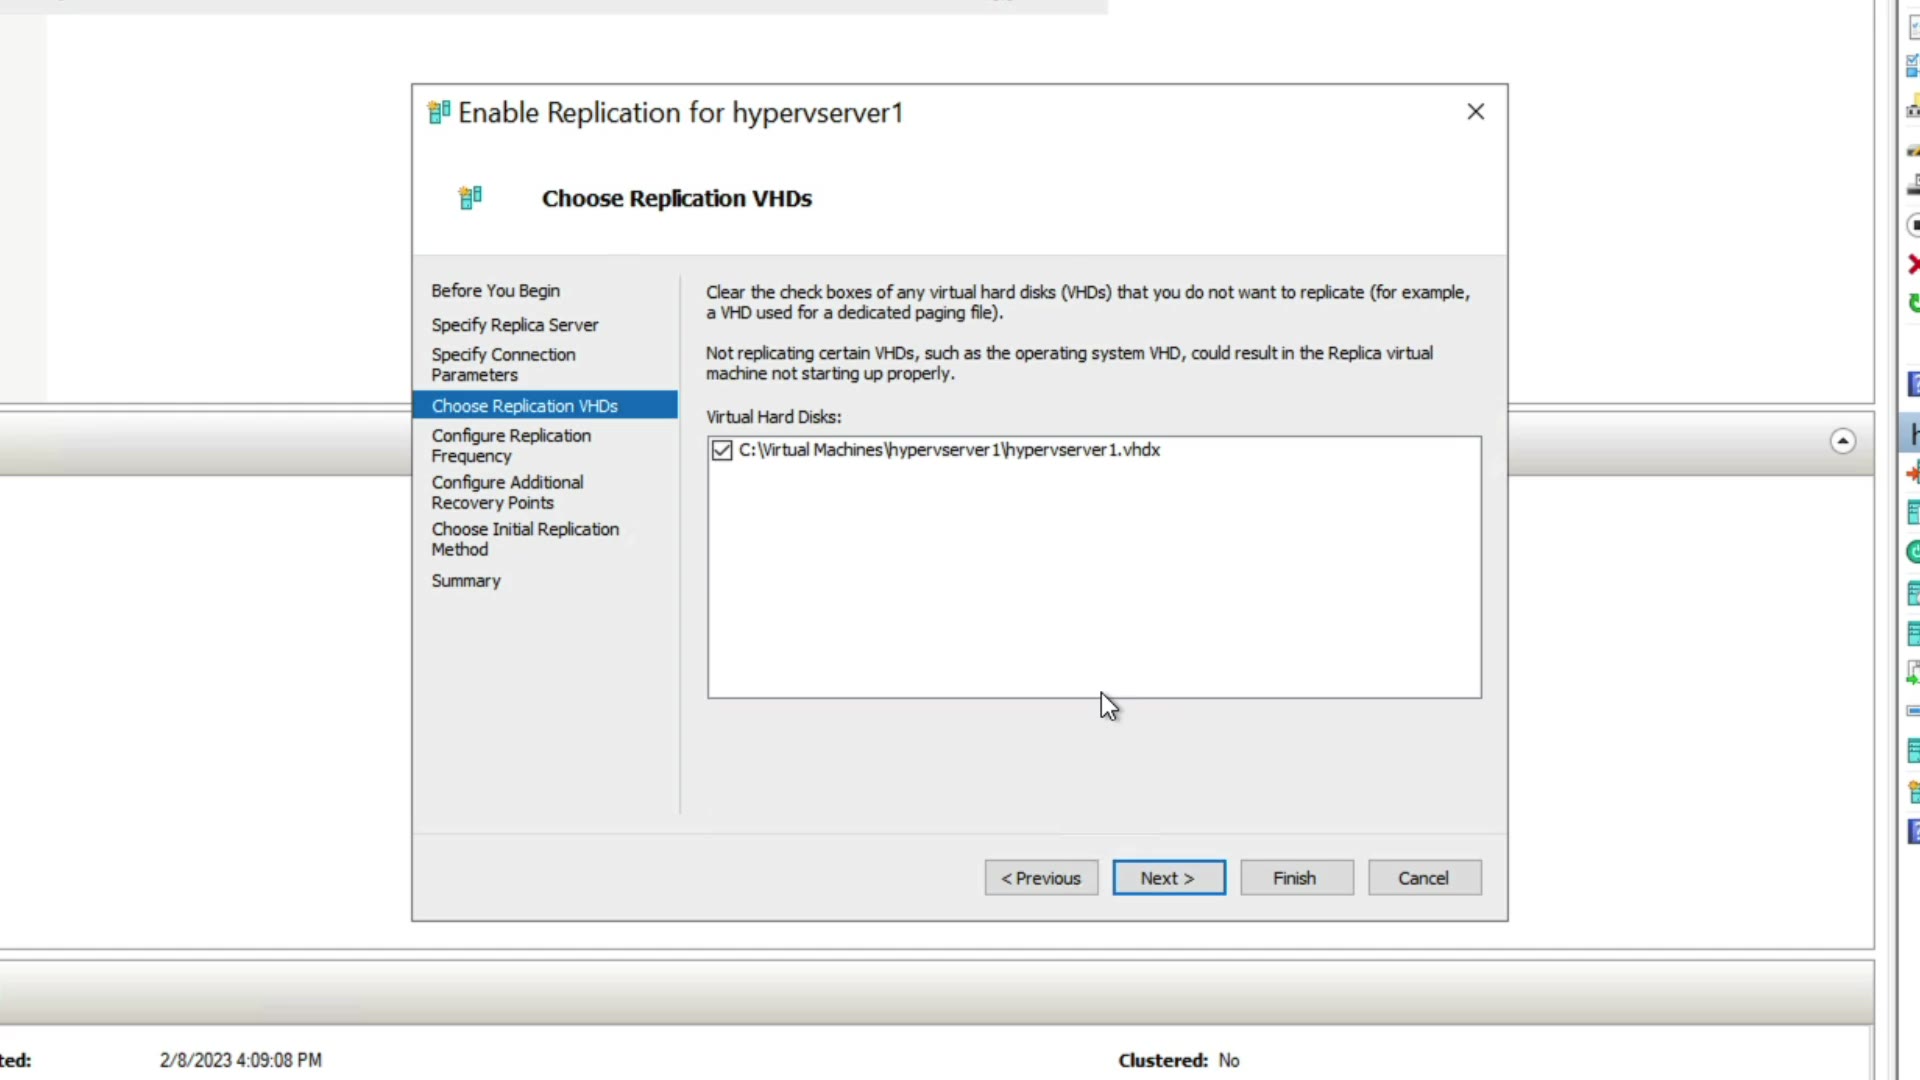 Enable Replication for hypervserver1
Choose Replication VHDs
Before You Begin
Specify Replica Server
Specify Connection
Parameters
Choose Replication VHDs
Configure Replication
Frequency
Configure Additional
Recovery Points
Choose Initial Replication
Method
Summary
Clear the check boxes of any virtual hard disks (VHDs) that you do not want to replicate (for example,
a VHD used for a dedicated paging file).
Not replicating certain VHDs, such as the operating system VHD, could result in the Replica virtual
machine not starting up properly.
Virtual Hard Disks:
C:\Virtual Machines\hypervserver1\hypervserver1.vhdx
< Previous
Next >
Finish
Cancel
ted:
2/8/2023 4:09:08 PM
Clustered: No